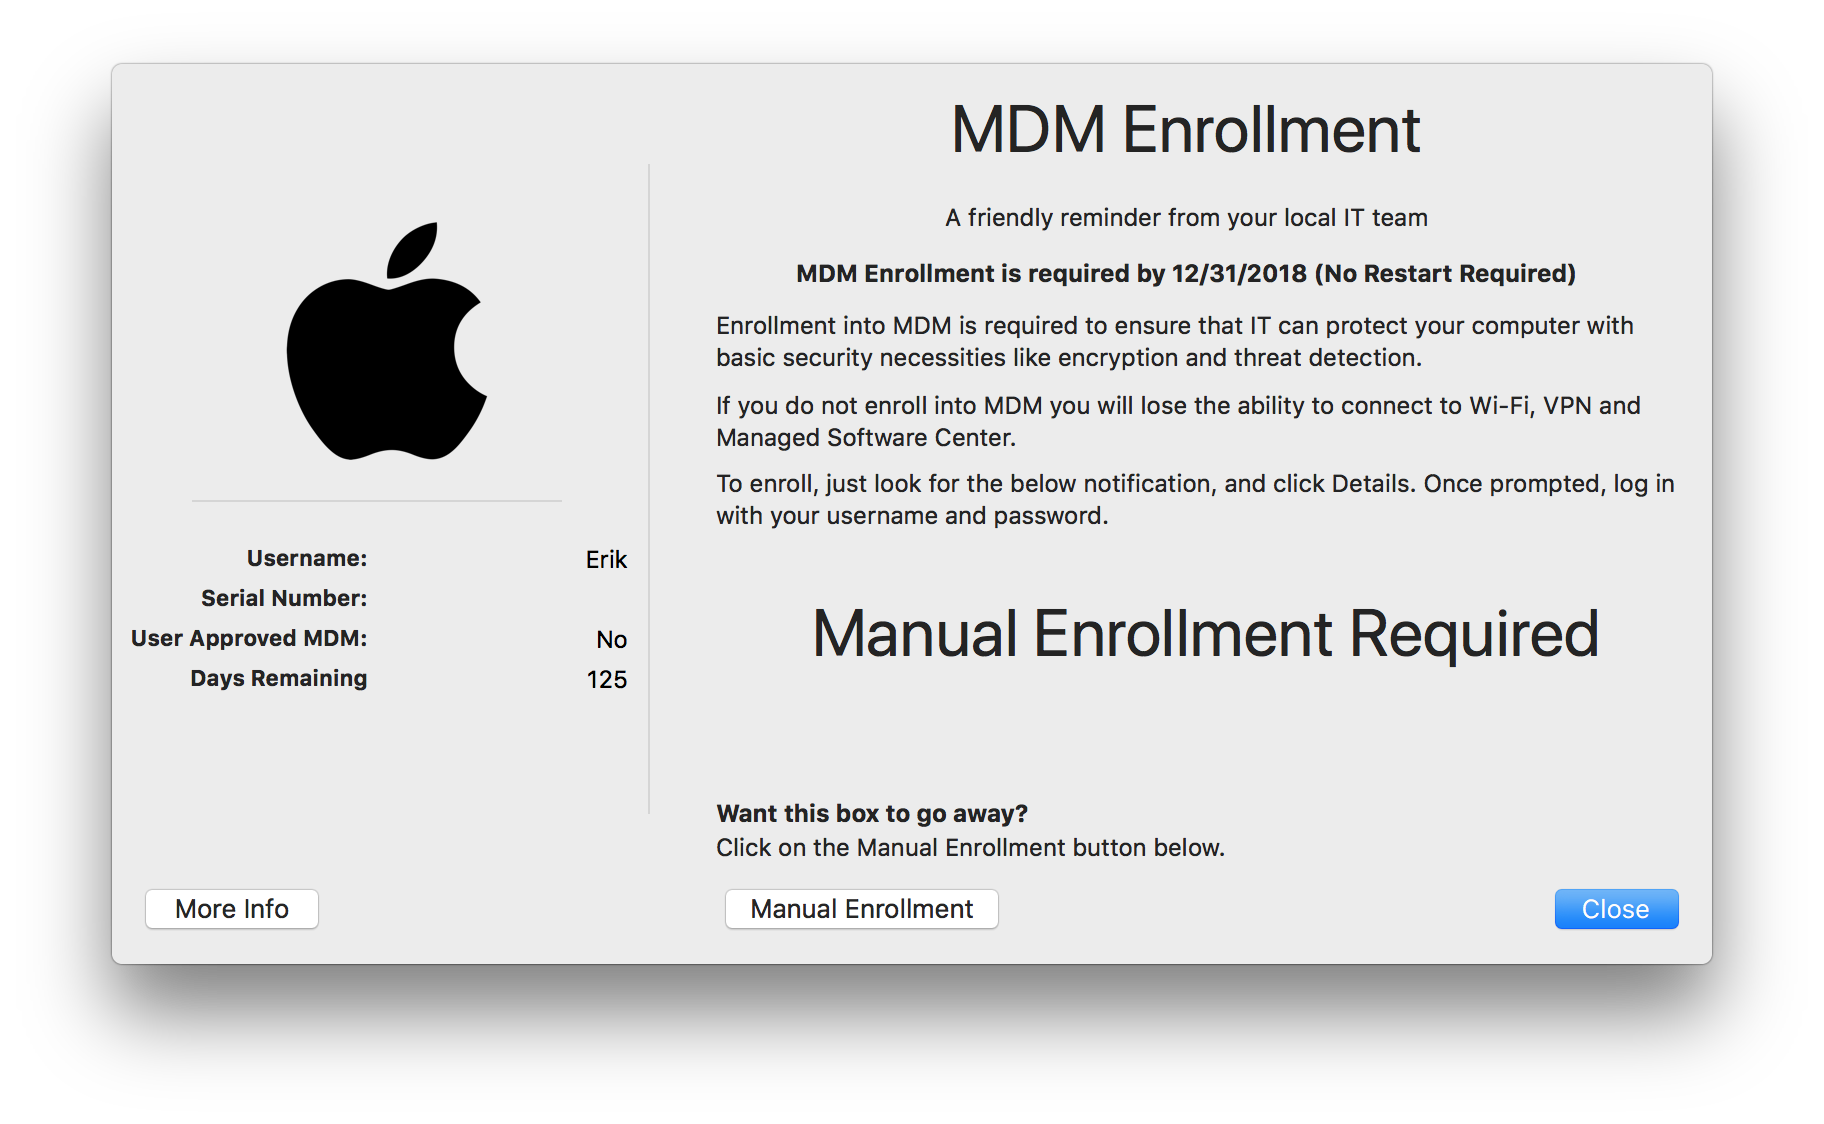 MDM Enrollment
A friendly reminder from your local IT team
MDM Enrollment is required by 12/31/2018 (No Restart Required)
Enrollment into MDM is required to ensure that IT can protect your computer with
basic security necessities like encryption and threat detection.
If you do not enroll into MDM you will lose the ability to connect to Wi-Fi, VPN and
Managed Software Center.
To enroll, just look for the below notification, and click Details. Once prompted, log in
with your username and password.
Username: Erik
Serial Number:
User Approved MDM: No
Days Remaining 125
Manual Enrollment Required
Want this box to go away?
Click on the Manual Enrollment button below.
More Info
Manual Enrollment
Close